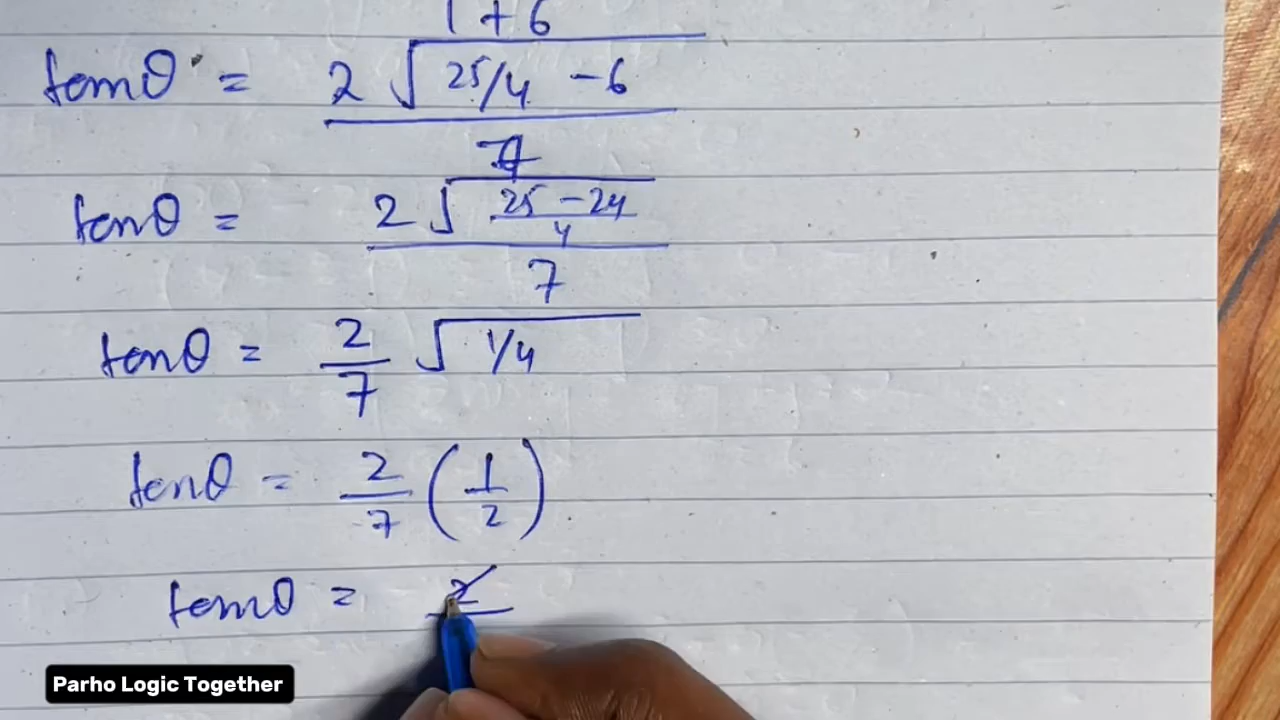 1 + 6
tanθ = 2 √ 25/4 - 6
7
tanθ = 2 √ 25 - 24 / 4
7
tanθ = 2/7 √ 1/4
tanθ = 2/7 ( 1/2 )
tanθ = 2
Parho Logic Together